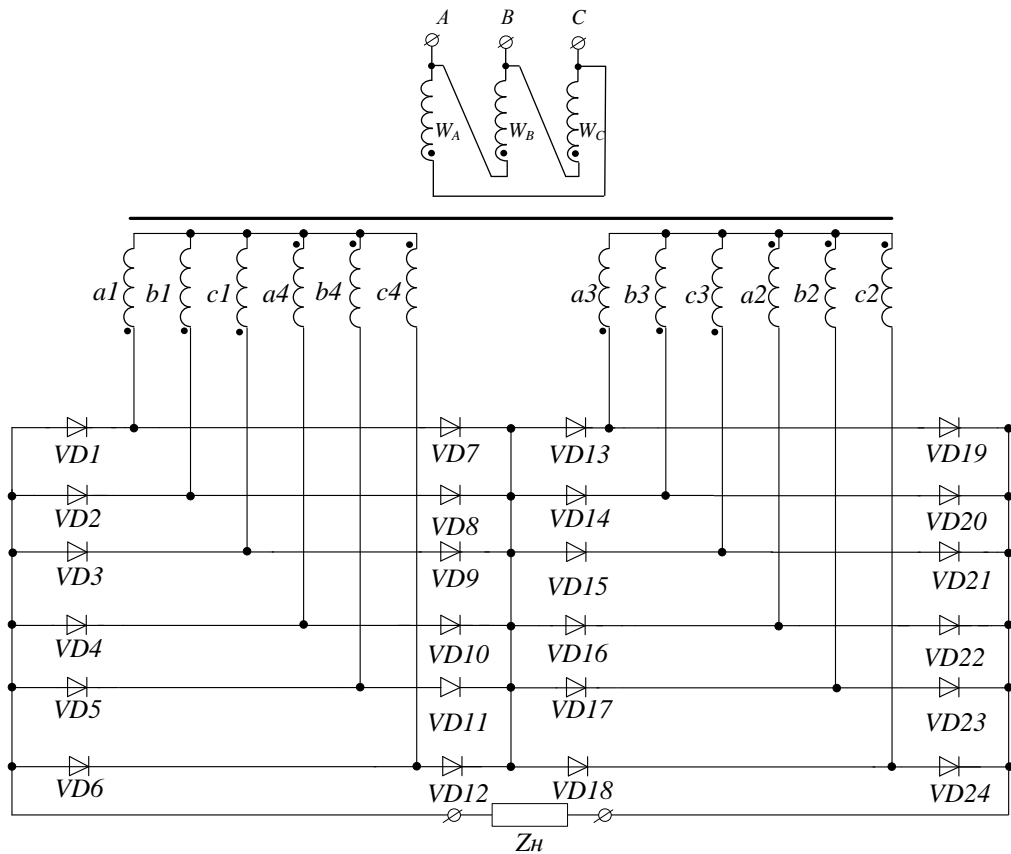 A B C
W_A W_B W_C
a1 b1 c1 a4 b4 c4 a3 b3 c3 a2 b2 c2
VD1 VD7 VD13 VD19
VD2 VD8 VD14 VD20
VD3 VD9 VD15 VD21
VD4 VD10 VD16 VD22
VD5 VD11 VD17 VD23
VD6 VD12 VD18 VD24
Zн